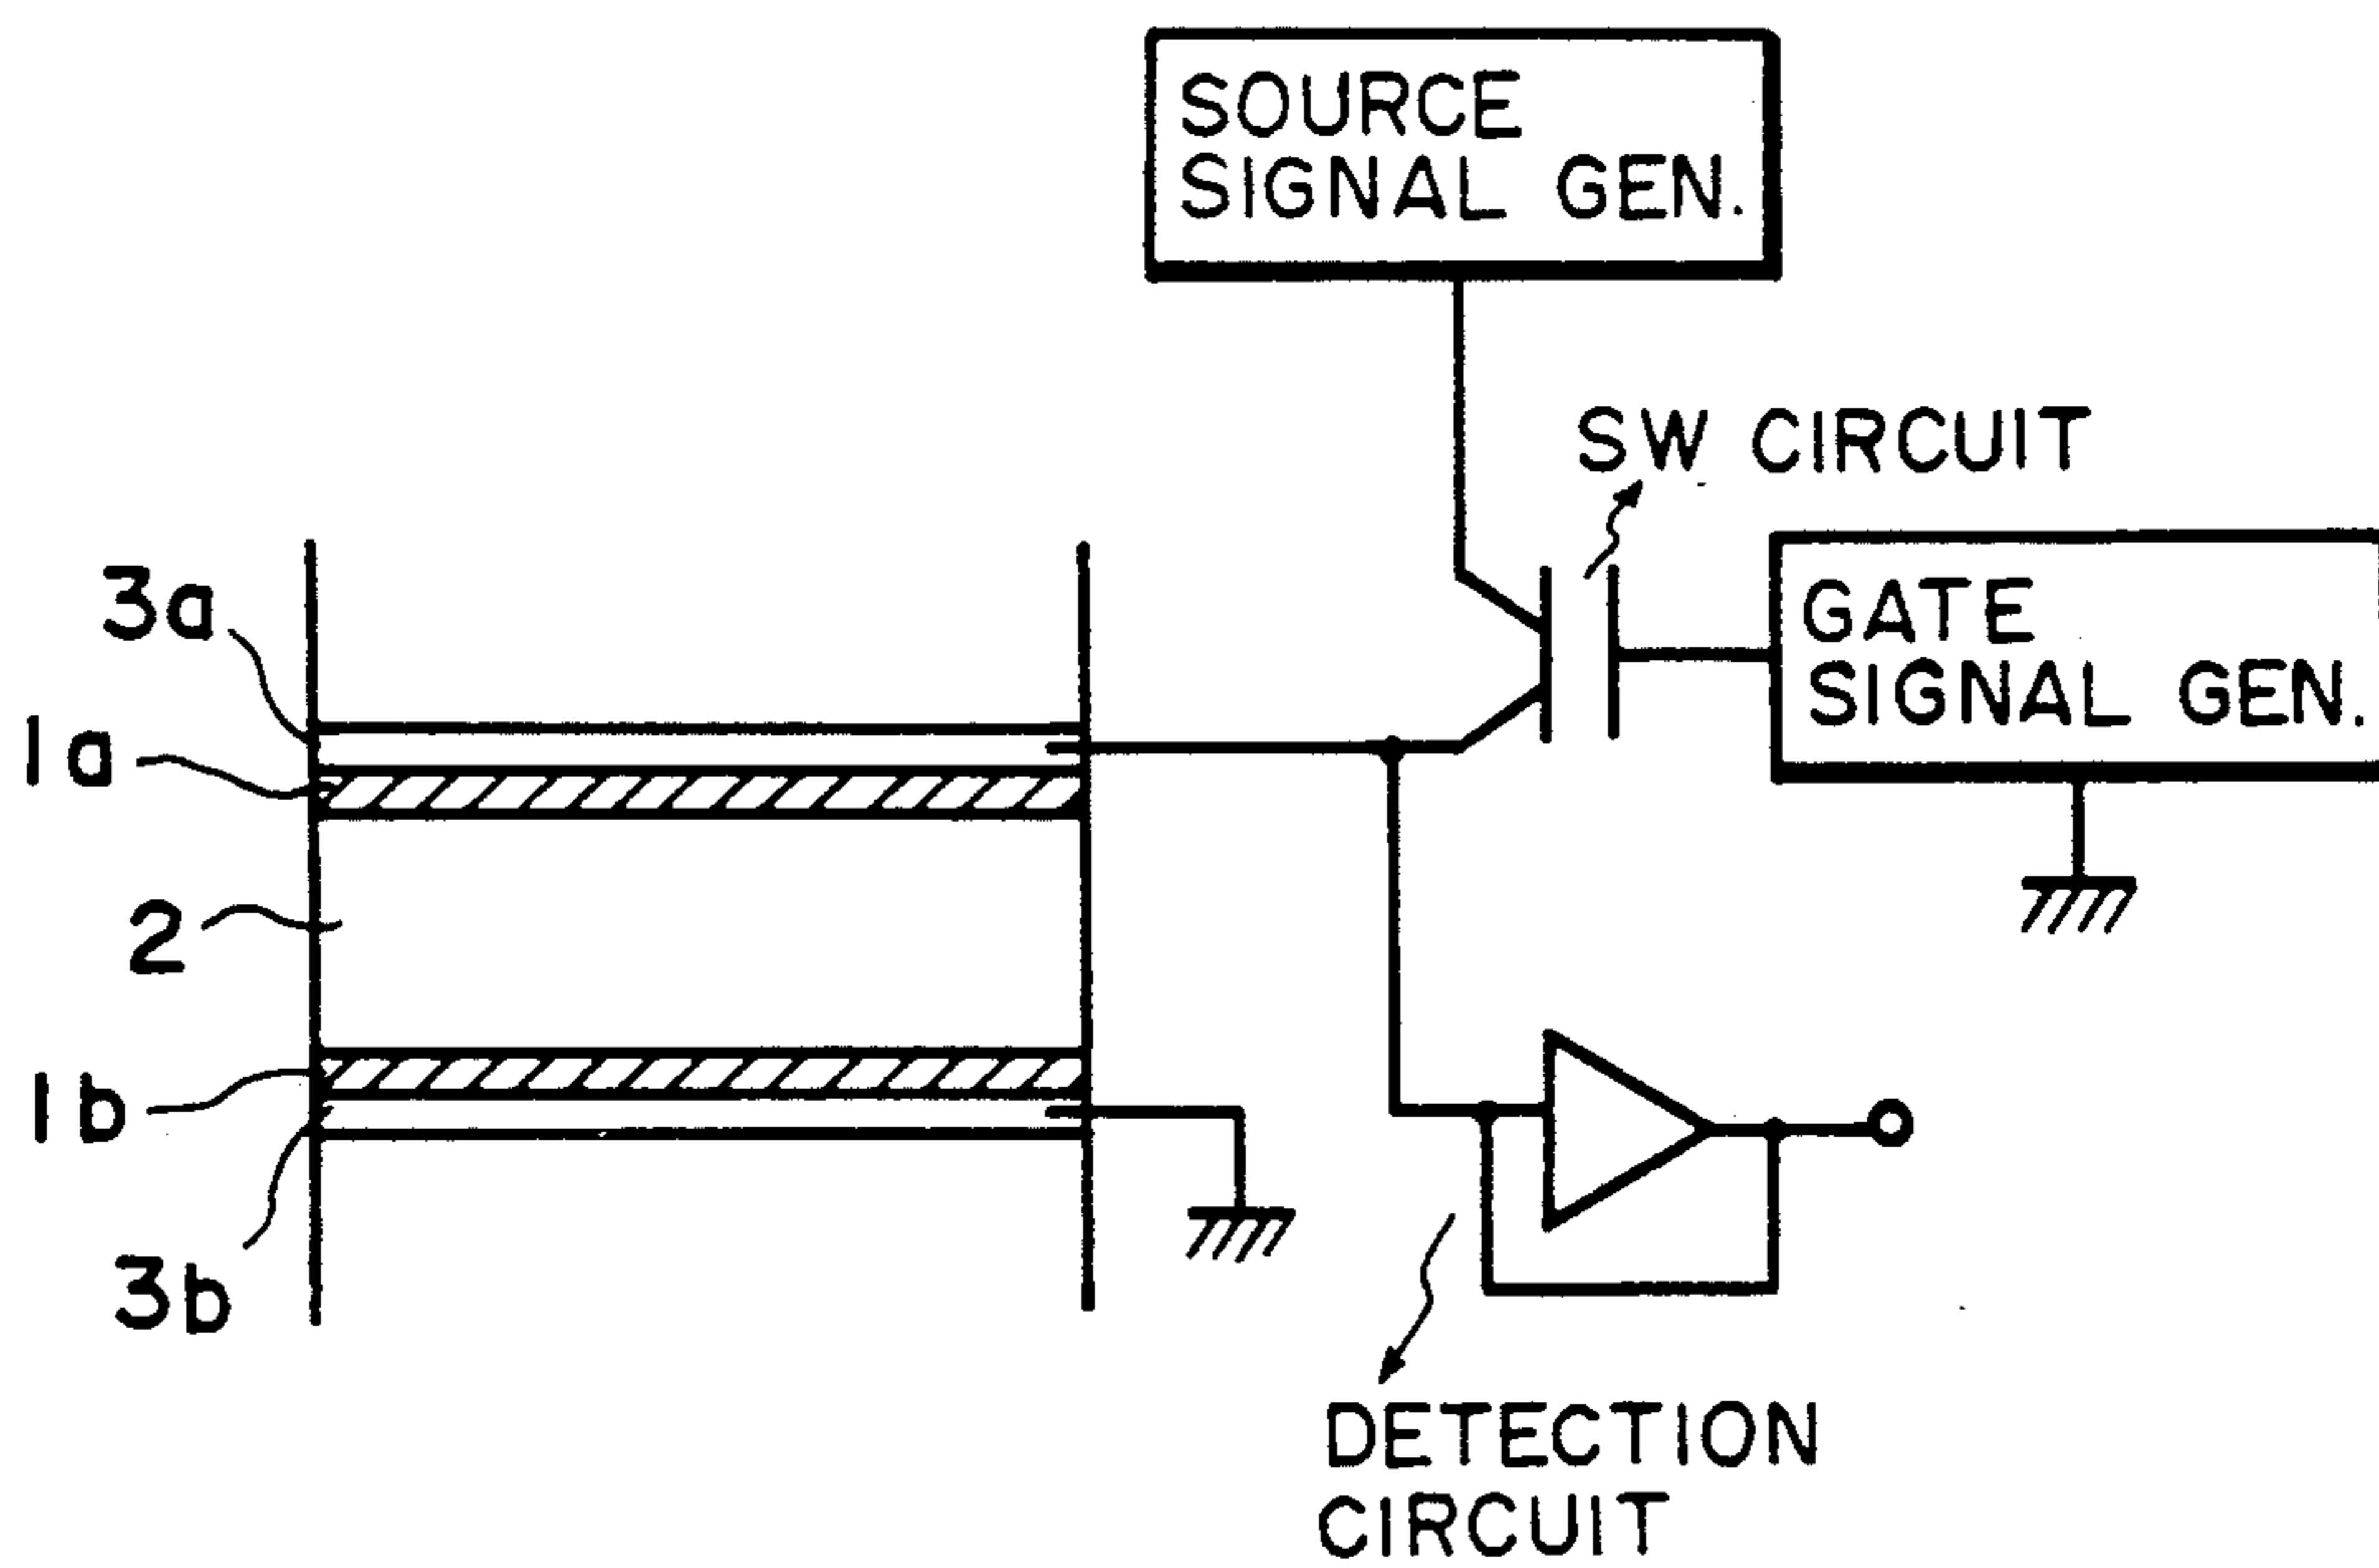 SOURCE
SIGNAL GEN.
SW CIRCUIT
GATE
SIGNAL GEN.
3a
1a
2
1b
3b
DETECTION
CIRCUIT